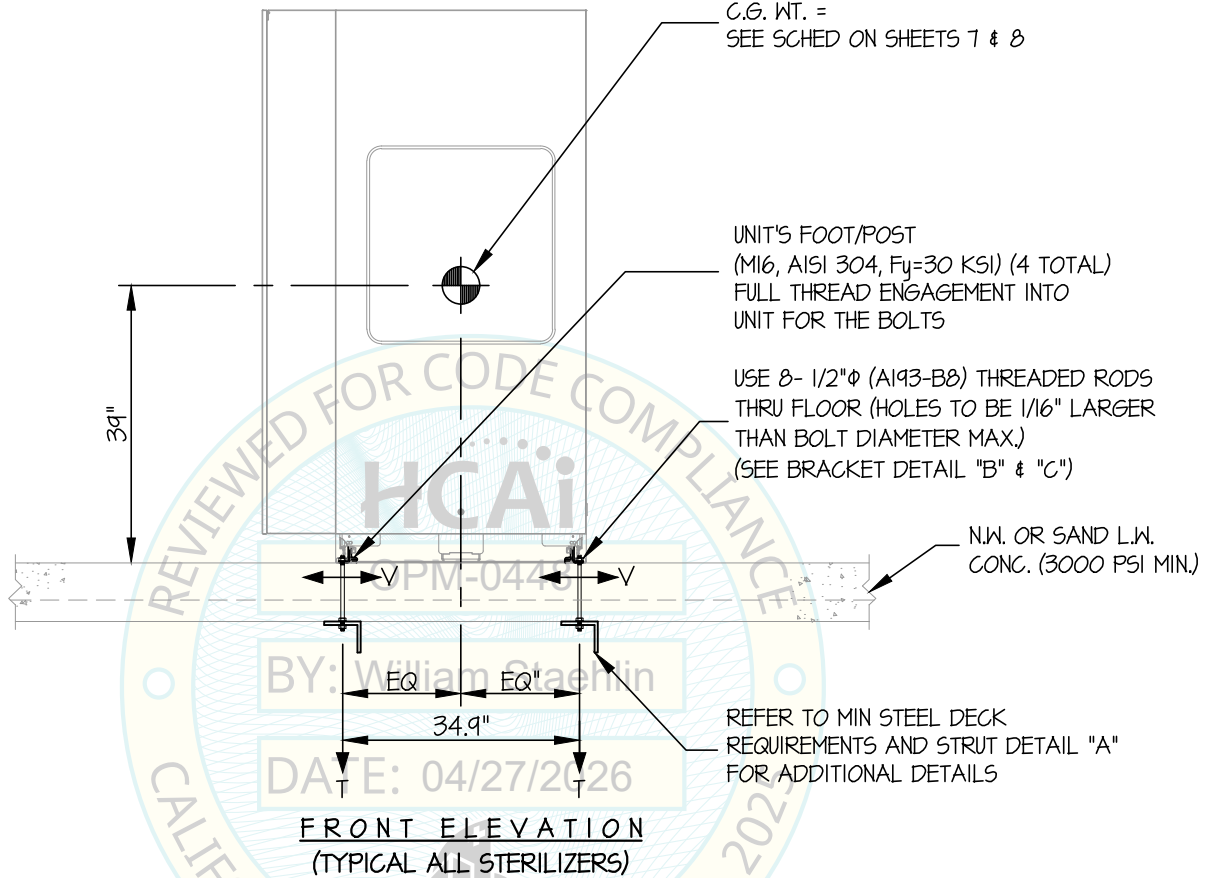 C.G. WT. =
SEE SCHED ON SHEETS 7 & 8
UNIT'S FOOT/POST
(M16, AISI 304, Fy=30 KSI) (4 TOTAL)
FULL THREAD ENGAGEMENT INTO
UNIT FOR THE BOLTS
39"
USE 8- 1/2"Φ (A193-B8) THREADED RODS
THRU FLOOR (HOLES TO BE 1/16" LARGER
THAN BOLT DIAMETER MAX.)
(SEE BRACKET DETAIL "B" & "C")
REVIEWED FOR CODE COMPLIANCE
HCAi
N.W. OR SAND L.W.
CONC. (3000 PSI MIN.)
V
V
BY: William Staehlin
EQ
EQ"
34.9"
REFER TO MIN STEEL DECK
REQUIREMENTS AND STRUT DETAIL "A"
FOR ADDITIONAL DETAILS
DATE: 04/27/2026
T
T
2025
FRONT ELEVATION
(TYPICAL ALL STERILIZERS)